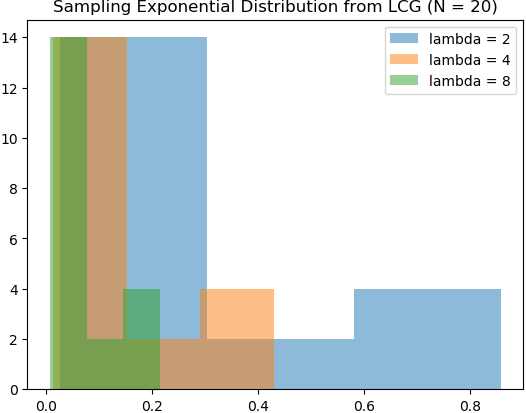 Sampling Exponential Distribution from LCG (N = 20)
14
12
10
8
6
4
2
0
lambda = 2
lambda = 4
lambda = 8
0.0 0.2 0.4 0.6 0.8